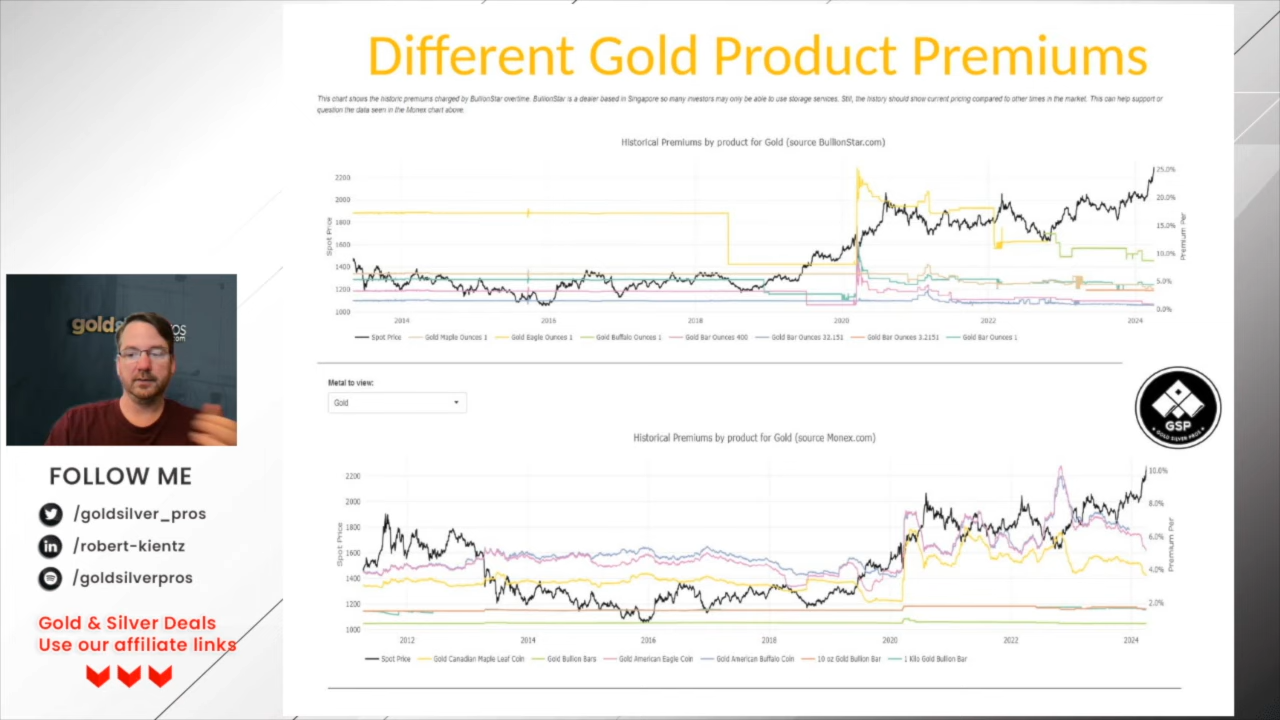 Different Gold Product Premiums
This chart shows the historic premiums charged by BullionStar overtime. BullionStar is a dealer based in Singapore so many investors may only be able to use storage services. Still, the history should show current pricing compared to other times in the market. This can help support or
question the data seen in the Monex chart above.
Historical Premiums by product for Gold (source BullionStar.com)
2200
2000
1800
1600
1400
1200
1000
Spot Price
25.0%
20.0%
15.0%
10.0%
5.0%
0.0%
Premium Per
2014 2016 2018 2020 2022 2024
Spot Price Gold Maple Ounces 1 Gold Eagle Ounces 1 Gold Buffalo Ounces 1 Gold Bar Ounces 400 Gold Bar Ounces 32.151 Gold Bar Ounces 3.2151 Gold Bar Ounces 1
Metal to view:
Gold
GSP
GOLD SILVER PROS
Historical Premiums by product for Gold (source Monex.com)
2200
2000
1800
1600
1400
1200
1000
Spot Price
10.0%
8.0%
6.0%
4.0%
2.0%
Premium Per
2012 2014 2016 2018 2020 2022 2024
Spot Price Gold Canadian Maple Leaf Coin Gold Bullion Bars Gold American Eagle Coin Gold American Buffalo Coin 10 oz Gold Bullion Bar 1 Kilo Gold Bullion Bar
gold
FOLLOW ME
/goldsilver_pros
in /robert-kientz
/goldsilverpros
Gold & Silver Deals
Use our affiliate links